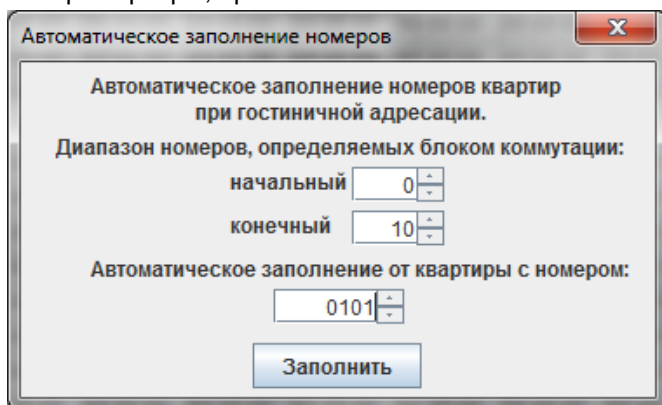 Автоматическое заполнение номеров
Автоматическое заполнение номеров квартир
при гостиничной адресации.
Диапазон номеров, определяемых блоком коммутации:
начальный 0
конечный 10
Автоматическое заполнение от квартиры с номером:
0101
Заполнить